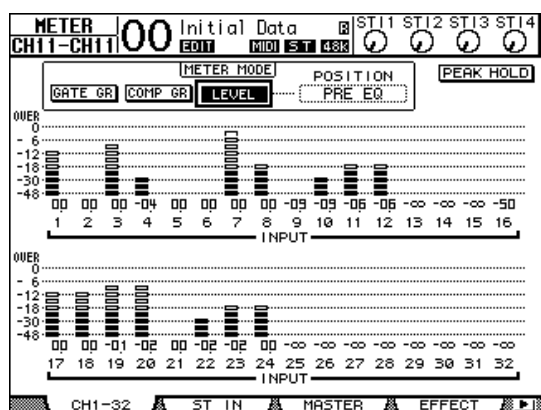 METER
CH11-CH11
00 Initial Data
EDIT MIDI ST 48k
ST11 ST12 ST13 ST14
METER MODE
GATE GR COMP GR LEVEL
POSITION
PRE EQ
PEAK HOLD
OVER
0
-6
-12
-18
-30
-48
00 00 00 -04 00 00 00 00 -09 -09 -06 -06 -∞ -∞ -∞ -50
1 2 3 4 5 6 7 8 9 10 11 12 13 14 15 16
INPUT
OVER
0
-6
-12
-18
-30
-48
00 00 -01 -02 00 -02 -02 00 -∞ -∞ -∞ -∞ -∞ -∞ -∞ -∞
17 18 19 20 21 22 23 24 25 26 27 28 29 30 31 32
INPUT
CH1-32 ST IN MASTER EFFECT